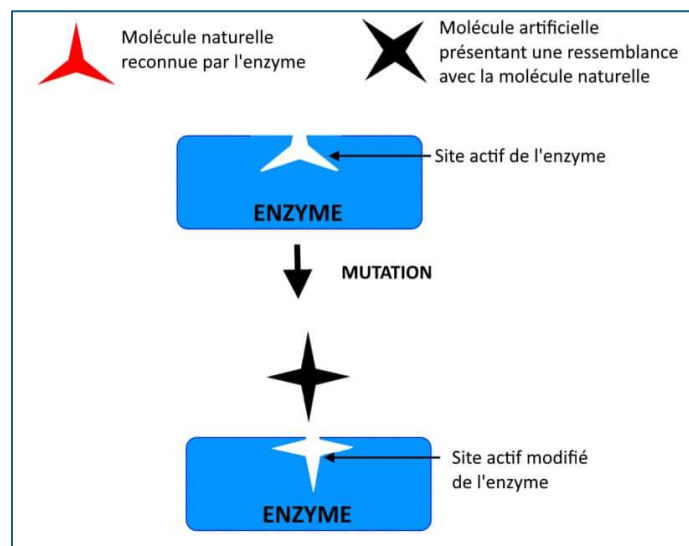 Molécule naturelle
reconnue par l'enzyme
Molécule artificielle
présentant une ressemblance
avec la molécule naturelle
Site actif de l'enzyme
ENZYME
MUTATION
Site actif modifié
de l'enzyme
ENZYME